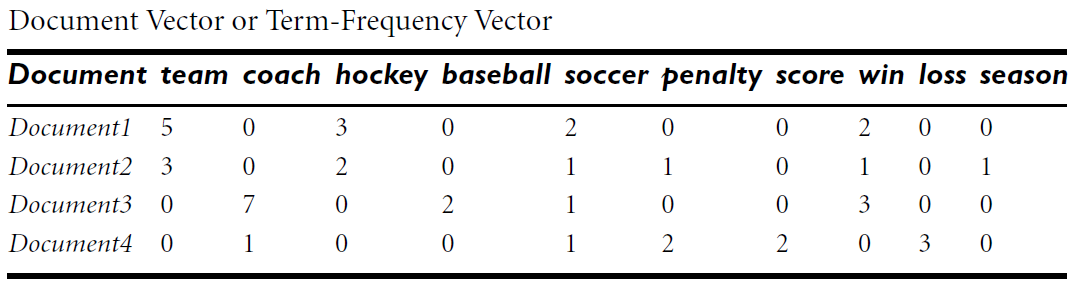 Document Vector or Term-Frequency Vector
Document team coach hockey baseball soccer penalty score win loss season
Document1 5 0 3 0 2 0 0 2 0 0
Document2 3 0 2 0 1 1 0 1 0 1
Document3 0 7 0 2 1 0 0 3 0 0
Document4 0 1 0 0 1 2 2 0 3 0